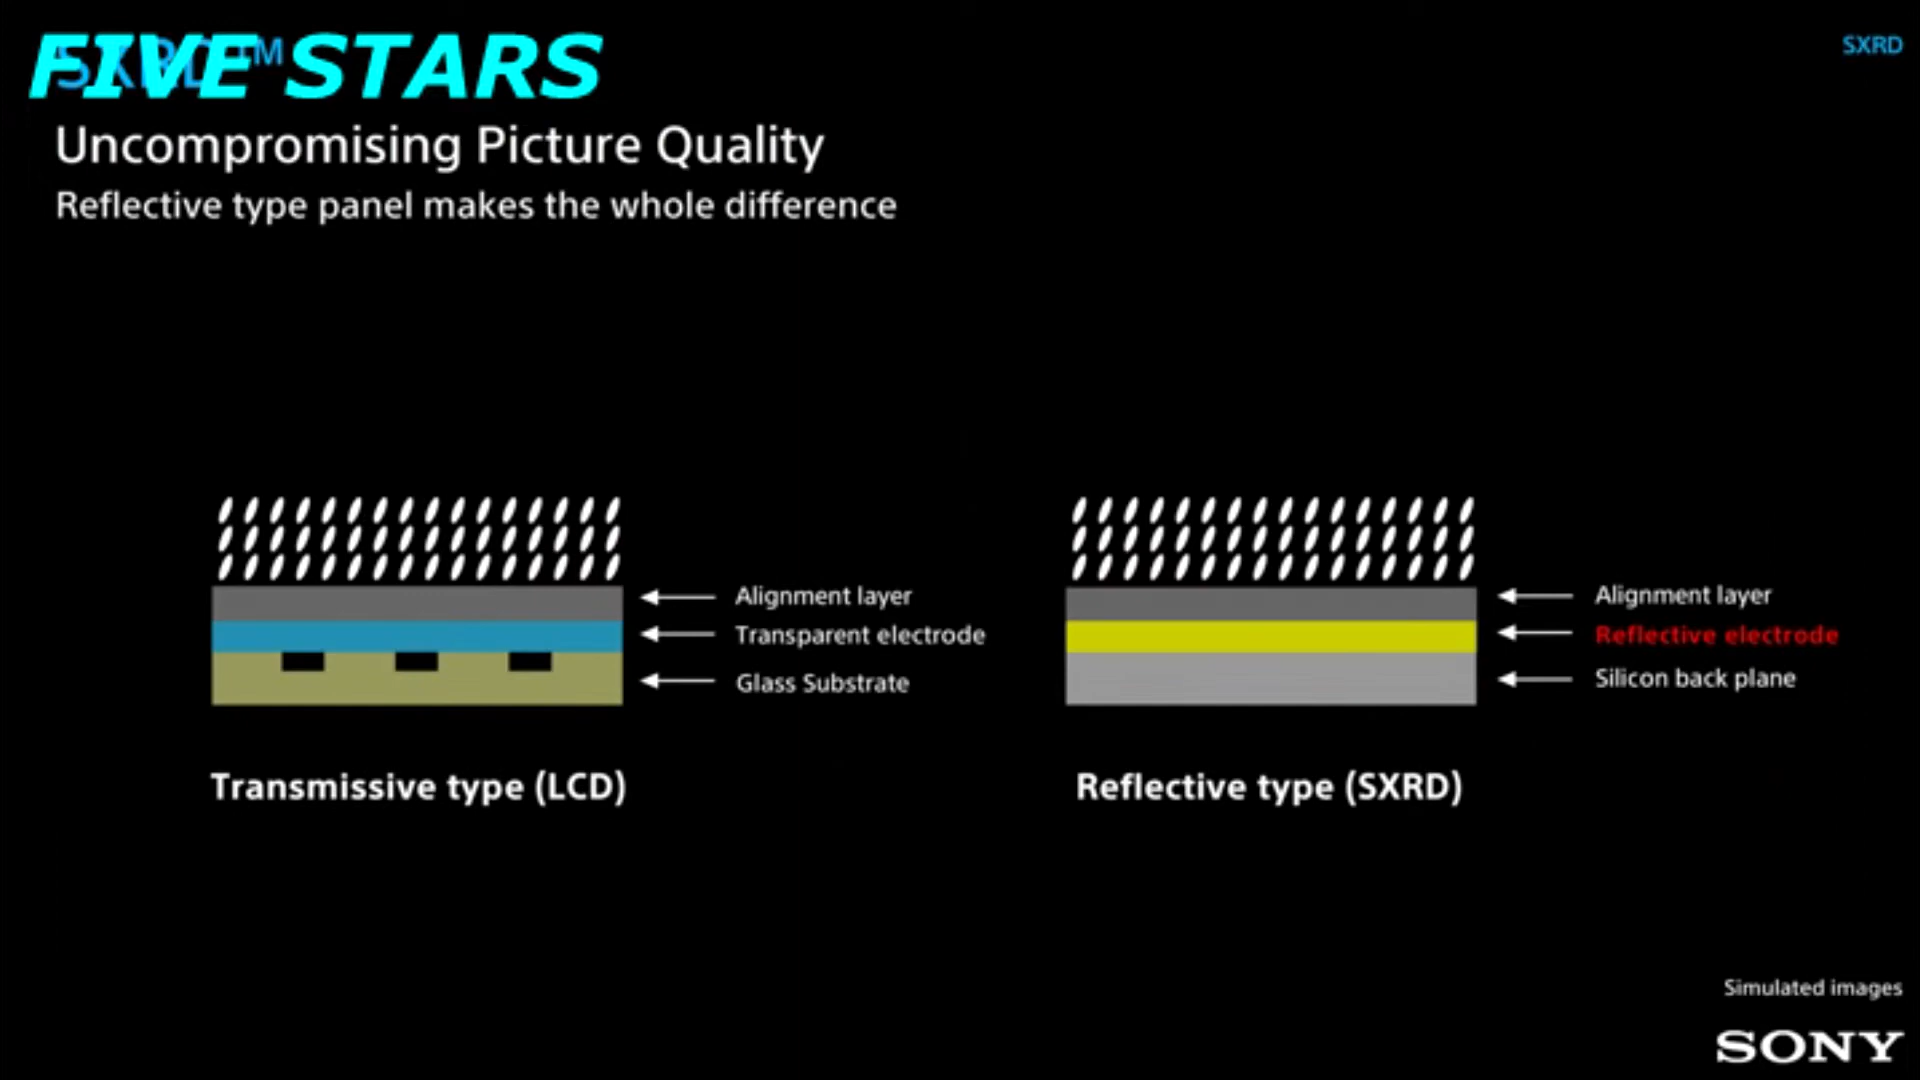 FIVE STARS
SXRD™
SXRD
Uncompromising Picture Quality
Reflective type panel makes the whole difference
Alignment layer
Transparent electrode
Glass Substrate
Transmissive type (LCD)
Alignment layer
Reflective electrode
Silicon back plane
Reflective type (SXRD)
Simulated images
SONY